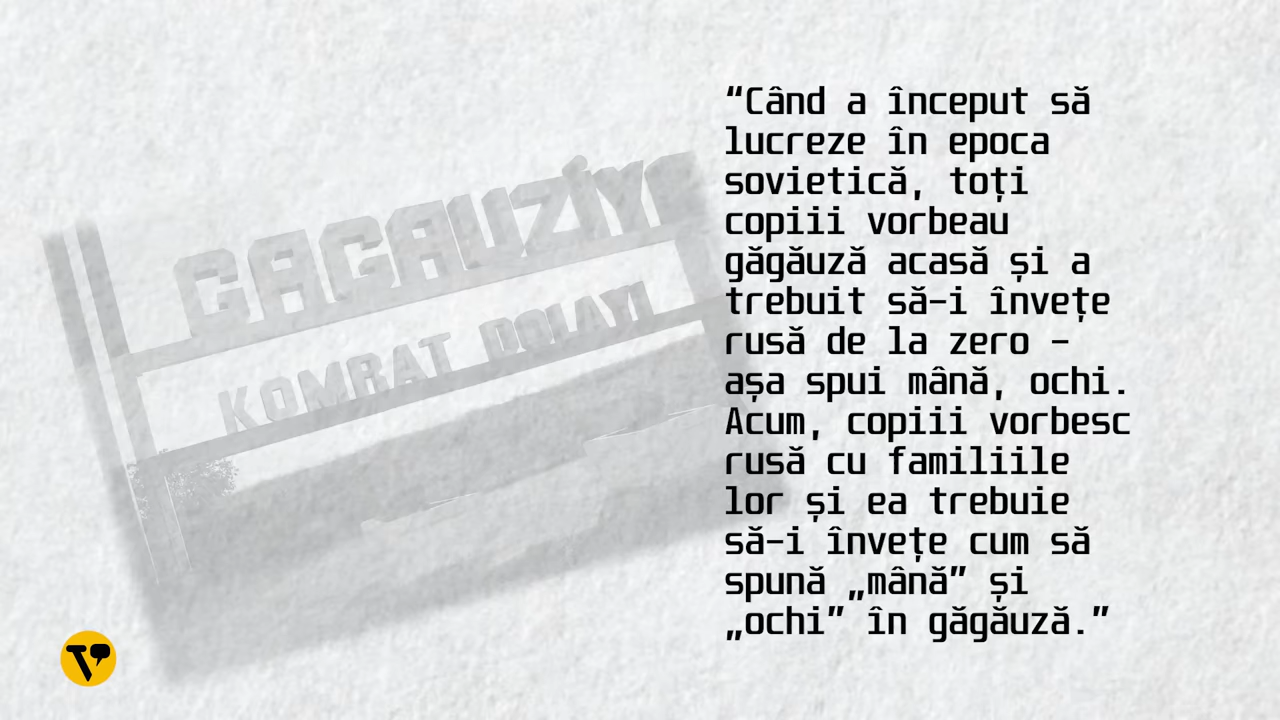 GAGAUZİYA
KOMRAT DOLAYI
“Când a început să
lucreze în epoca
sovietică, toți
copiii vorbeau
găgăuză acasă și a
trebuit să-i învețe
rusă de la zero -
așa spui mână, ochi.
Acum, copiii vorbesc
rusă cu familiile
lor și ea trebuie
să-i învețe cum să
spună „mână” și
„ochi” în găgăuză.”